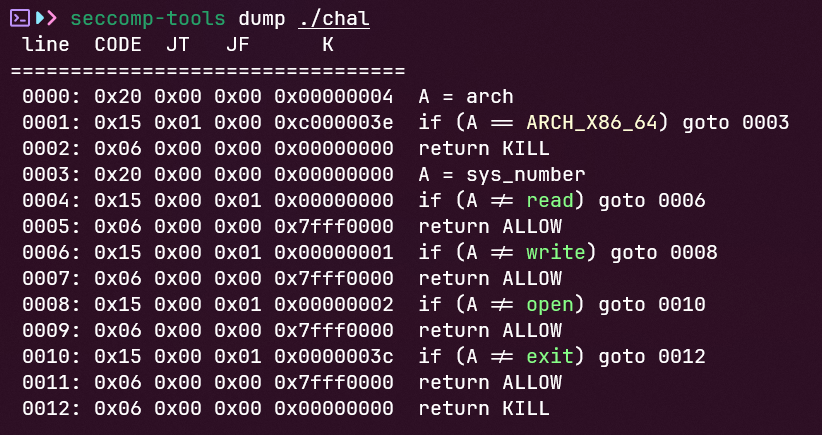 seccomp-tools dump ./chal
line CODE JT JF K
=================================
0000: 0x20 0x00 0x00 0x00000004 A = arch
0001: 0x15 0x01 0x00 0xc000003e if (A == ARCH_X86_64) goto 0003
0002: 0x06 0x00 0x00 0x00000000 return KILL
0003: 0x20 0x00 0x00 0x00000000 A = sys_number
0004: 0x15 0x00 0x01 0x00000000 if (A != read) goto 0006
0005: 0x06 0x00 0x00 0x7fff0000 return ALLOW
0006: 0x15 0x00 0x01 0x00000001 if (A != write) goto 0008
0007: 0x06 0x00 0x00 0x7fff0000 return ALLOW
0008: 0x15 0x00 0x01 0x00000002 if (A != open) goto 0010
0009: 0x06 0x00 0x00 0x7fff0000 return ALLOW
0010: 0x15 0x00 0x01 0x0000003c if (A != exit) goto 0012
0011: 0x06 0x00 0x00 0x7fff0000 return ALLOW
0012: 0x06 0x00 0x00 0x00000000 return KILL